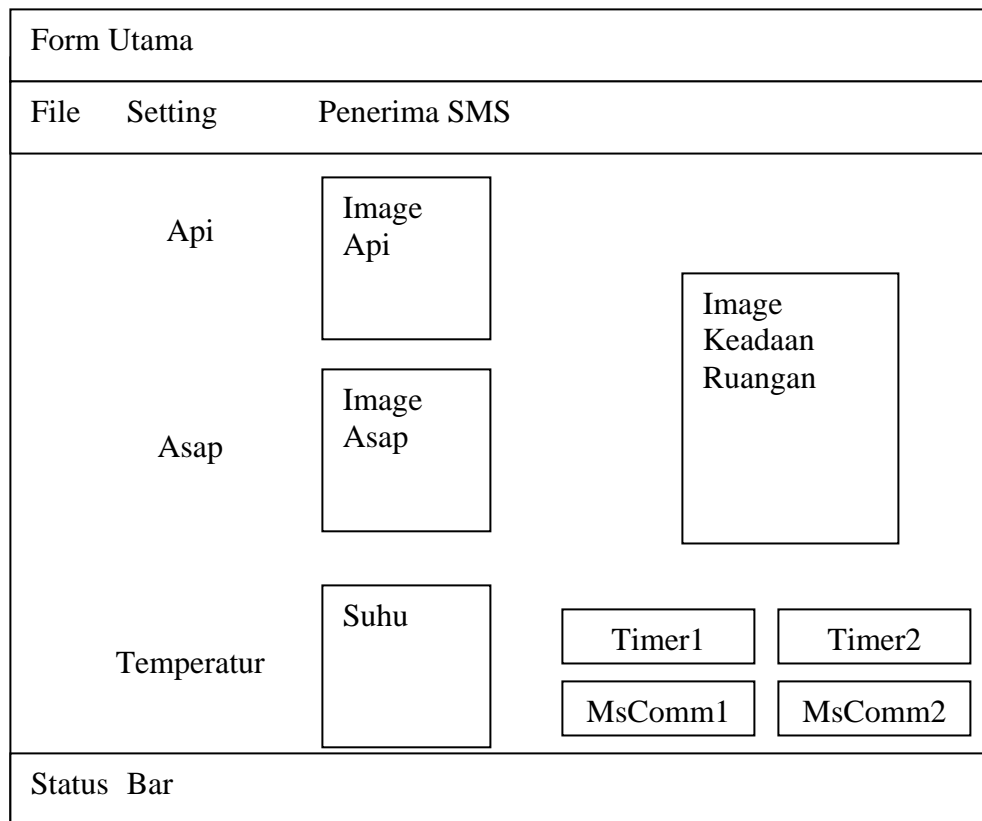 Form Utama
File Setting Penerima SMS
Api
Image
Api
Image
Keadaan
Ruangan
Asap
Image
Asap
Temperatur
Suhu
Timer1
Timer2
MsComm1
MsComm2
Status Bar